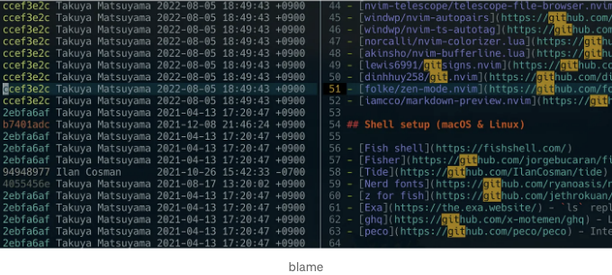 ccef3e2c Takuya Matsuyama 2022-08-05 18:49:43 +0900 44 - [nvim-telescope/telescope-file-browser.nvim
ccef3e2c Takuya Matsuyama 2022-08-05 18:49:43 +0900 45 - [windwp/nvim-autopairs](https://git
ccef3e2c Takuya Matsuyama 2022-08-05 18:49:43 +0900 46 - [windwp/nvim-ts-autotag](https://git
ccef3e2c Takuya Matsuyama 2022-08-05 18:49:43 +0900 47 - [norcalli/nvim-colorizer.lua](https:
ccef3e2c Takuya Matsuyama 2022-08-05 18:49:43 +0900 48 - [akinsho/nvim-bufferline.lua](https:
ccef3e2c Takuya Matsuyama 2022-08-05 18:49:43 +0900 49 - [lewis6991/gitsigns.nvim](https://git
ccef3e2c Takuya Matsuyama 2022-08-05 18:49:43 +0900 50 - [dinhhuy258/git.nvim](https://github.com/d
ccef3e2c Takuya Matsuyama 2022-08-05 18:49:43 +0900 51 - [folke/zen-mode.nvim](https://github.com/fo
ccef3e2c Takuya Matsuyama 2022-08-05 18:49:43 +0900 52 - [iamcco/markdown-preview.nvim](https:
2ebfa6af Takuya Matsuyama 2021-04-13 17:20:47 +0900 53
b7401adc Takuya Matsuyama 2021-12-08 21:46:24 +0900 54 ## Shell setup (macOS & Linux)
2ebfa6af Takuya Matsuyama 2021-04-13 17:20:47 +0900 55
2ebfa6af Takuya Matsuyama 2021-04-13 17:20:47 +0900 56 - [Fish shell](https://fishshell.com/)
2ebfa6af Takuya Matsuyama 2021-04-13 17:20:47 +0900 57 - [Fisher](https://github.com/jorgebucaran/fi
94948977 Ilan Cosman 2021-10-26 15:42:33 -0700 58 - [Tide](https://github.com/IlanCosman/tide)
4055456e Takuya Matsuyama 2021-08-17 13:20:02 +0900 59 - [Nerd fonts](https://github.com/ryanoasis/
2ebfa6af Takuya Matsuyama 2021-04-13 17:20:47 +0900 60 - [z for fish](https://github.com/jethrokuan/
2ebfa6af Takuya Matsuyama 2021-04-13 17:20:47 +0900 61 - [Exa](https://the.exa.website/) - `ls` repl
2ebfa6af Takuya Matsuyama 2021-04-13 17:20:47 +0900 62 - [ghq](https://github.com/x-motemen/ghq) -
2ebfa6af Takuya Matsuyama 2021-04-13 17:20:47 +0900 63 - [peco](https://github.com/peco/peco) - Inte
2ebfa6af Takuya Matsuyama 2021-04-13 17:20:47 +0900 64
blame